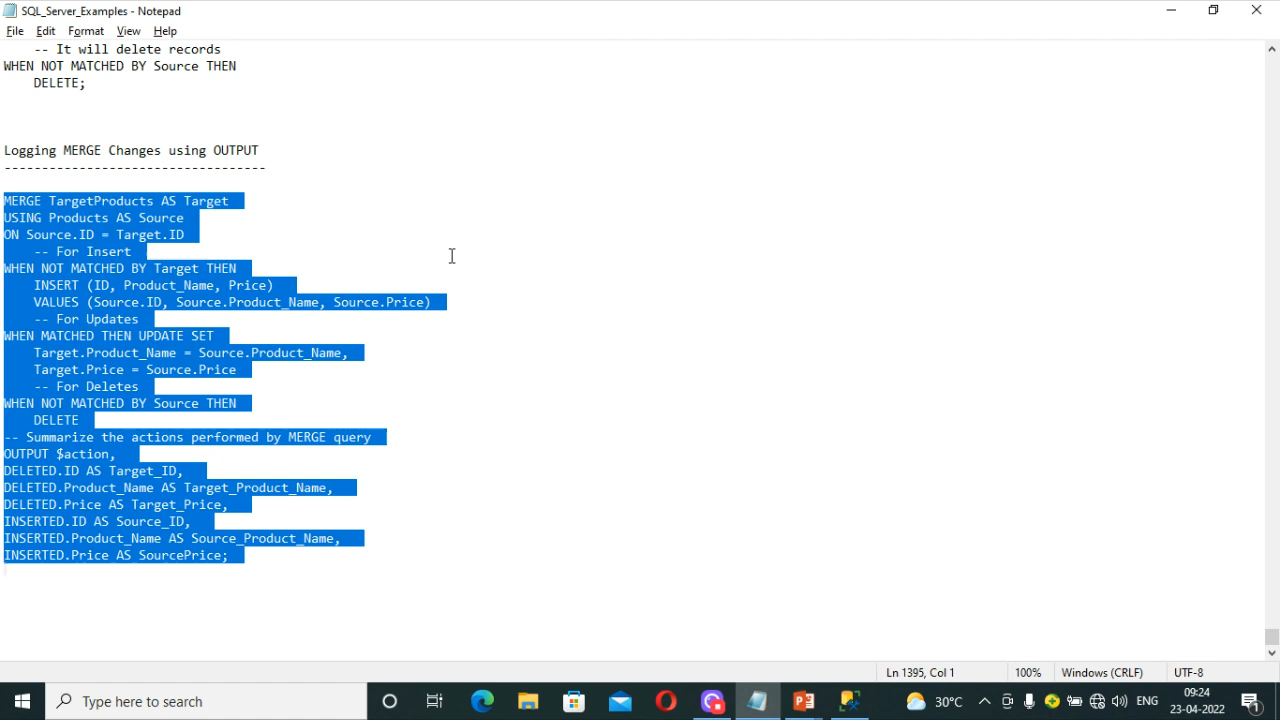 SQL_Server_Examples - Notepad
File Edit Format View Help
-- It will delete records
WHEN NOT MATCHED BY Source THEN
DELETE;
Logging MERGE Changes using OUTPUT
-----------------------------------
MERGE TargetProducts AS Target
USING Products AS Source
ON Source.ID = Target.ID
-- For Insert
WHEN NOT MATCHED BY Target THEN
INSERT (ID, Product_Name, Price)
VALUES (Source.ID, Source.Product_Name, Source.Price)
-- For Updates
WHEN MATCHED THEN UPDATE SET
Target.Product_Name = Source.Product_Name,
Target.Price = Source.Price
-- For Deletes
WHEN NOT MATCHED BY Source THEN
DELETE
-- Summarize the actions performed by MERGE query
OUTPUT $action,
DELETED.ID AS Target_ID,
DELETED.Product_Name AS Target_Product_Name,
DELETED.Price AS Target_Price,
INSERTED.ID AS Source_ID,
INSERTED.Product_Name AS Source_Product_Name,
INSERTED.Price AS SourcePrice;
Ln 1395, Col 1 100% Windows (CRLF) UTF-8
Type here to search 30°C ENG 09:24
23-04-2022